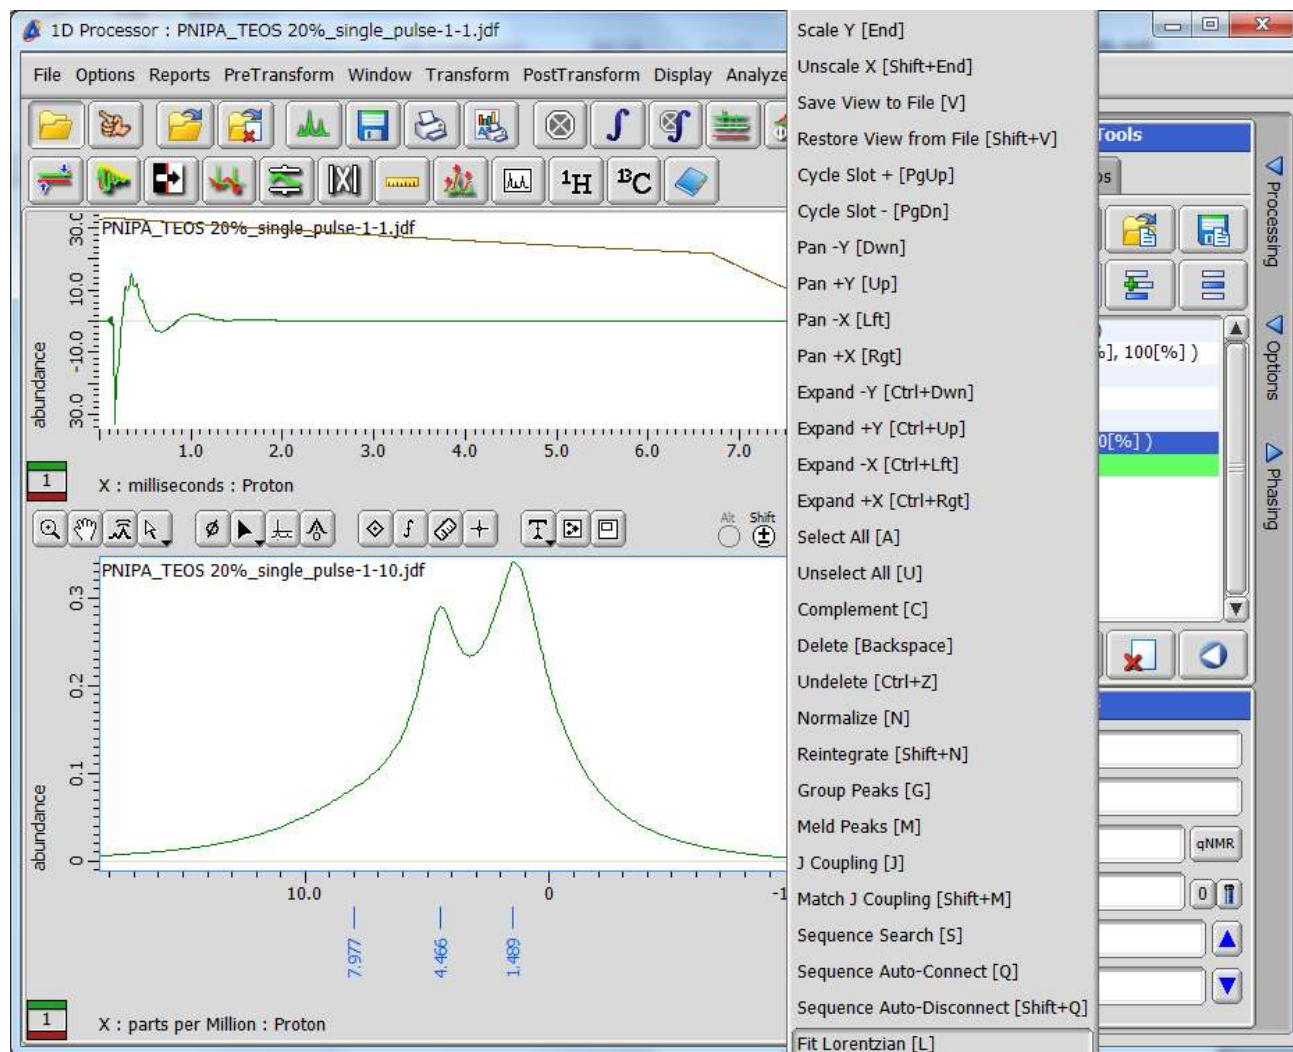 1D Processor : PNIPA_TEOS 20%_single_pulse-1-1.jdf
File Options Reports PreTransform Window Transform PostTransform Display Analyze
1H 13C
PNIPA_TEOS 20%_single_pulse-1-1.jdf
abundance
30.0
10.0
-10.0
30.0
1.0 2.0 3.0 4.0 5.0 6.0 7.0
1
X : milliseconds : Proton
Alt Shift
PNIPA_TEOS 20%_single_pulse-1-10.jdf
abundance
0.3
0.2
0.1
0
10.0 0 -1
7.977 4.466 1.489
1
X : parts per Million : Proton
Scale Y [End]
Unscale X [Shift+End]
Save View to File [V]
Restore View from File [Shift+V]
Cycle Slot + [PgUp]
Cycle Slot - [PgDn]
Pan -Y [Dwn]
Pan +Y [Up]
Pan -X [Lft]
Pan +X [Rgt]
Expand -Y [Ctrl+Dwn]
Expand +Y [Ctrl+Up]
Expand -X [Ctrl+Lft]
Expand +X [Ctrl+Rgt]
Select All [A]
Unselect All [U]
Complement [C]
Delete [Backspace]
Undelete [Ctrl+Z]
Normalize [N]
Reintegrate [Shift+N]
Group Peaks [G]
Meld Peaks [M]
J Coupling [J]
Match J Coupling [Shift+M]
Sequence Search [S]
Sequence Auto-Connect [Q]
Sequence Auto-Disconnect [Shift+Q]
Fit Lorentzian [L]
Tools
%], 100[%] )
0[%] )
qNMR
0
Processing
Options
Phasing